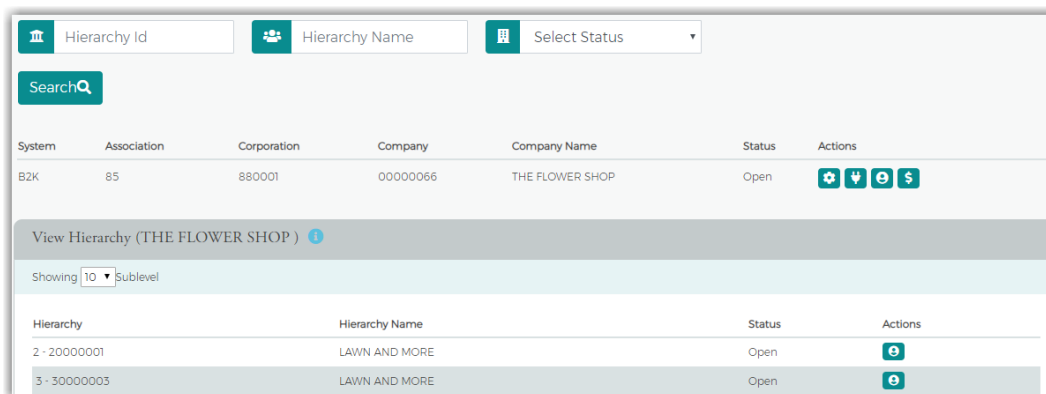 Hierarchy Id Hierarchy Name Select Status
Search
System Association Corporation Company Company Name Status Actions
B2K 85 880001 00000066 THE FLOWER SHOP Open
View Hierarchy (THE FLOWER SHOP )
Showing 10 Sublevel
Hierarchy Hierarchy Name Status Actions
2 - 20000001 LAWN AND MORE Open
3 - 30000003 LAWN AND MORE Open